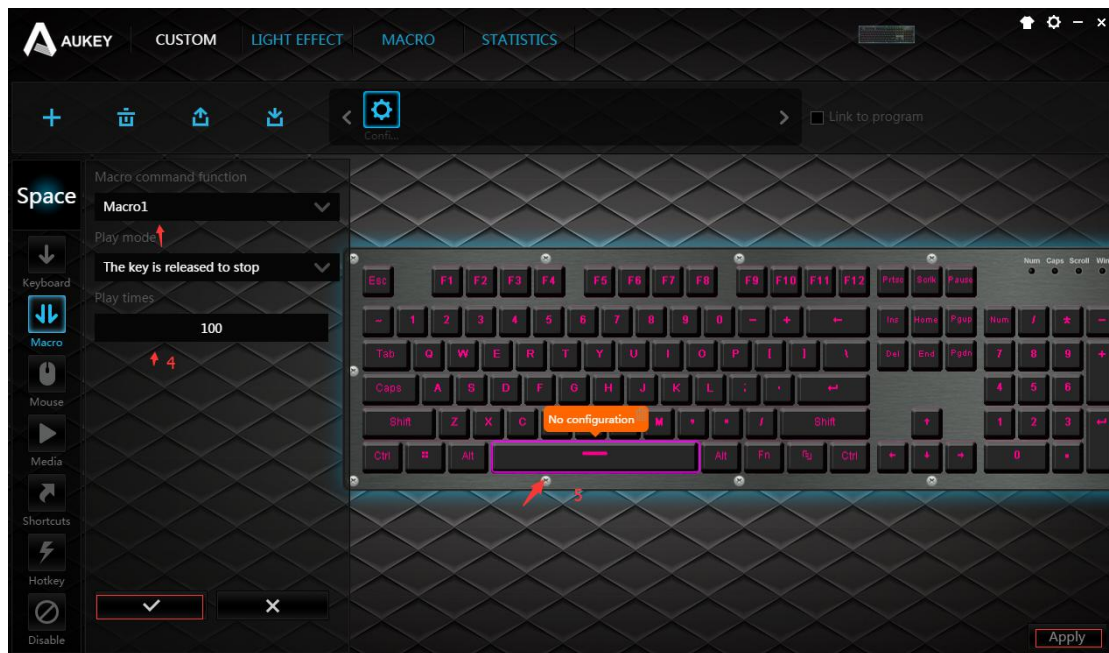 AUKEY CUSTOM LIGHT EFFECT MACRO STATISTICS
Confi... Link to program
Space
Macro command function
Macro1
Play mode
The key is released to stop
Play times
100
4
Keyboard
Macro
Mouse
Media
Shortcuts
Hotkey
Disable
Num Caps Scroll Win
Esc F1 F2 F3 F4 F5 F6 F7 F8 F9 F10 F11 F12 Prtsc Scrlk Pause
~ 1 2 3 4 5 6 7 8 9 0 - + ← Ins Home Pgup Num / * -
Tab Q W E R T Y U I O P [ ] \ Del End Pgdn 7 8 9 +
Caps A S D F G H J K L ; ' ↵ 4 5 6
No configuration
Shift Z X C M / Shift ↑ 1 2 3 ↵
Ctrl Alt Alt Fn Ctrl ← ↓ → 0 .
Apply